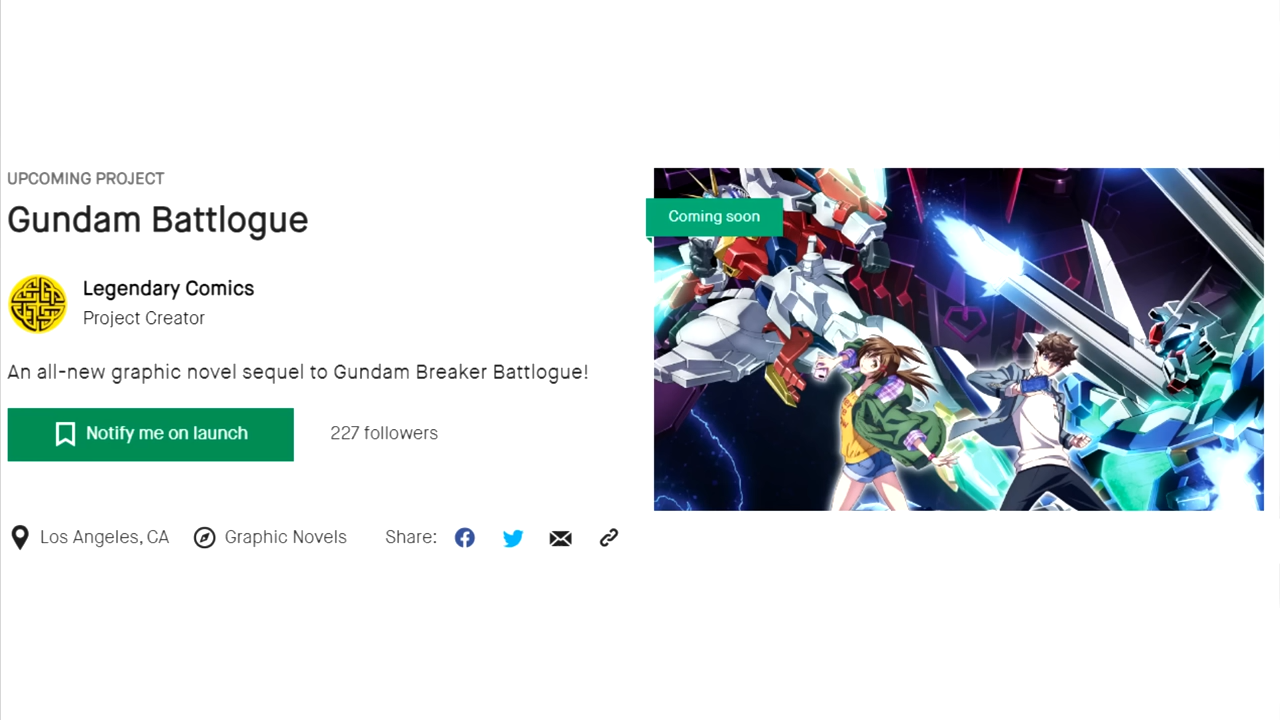 UPCOMING PROJECT
Gundam Battlogue
Legendary Comics
Project Creator
An all-new graphic novel sequel to Gundam Breaker Battlogue!
Notify me on launch
227 followers
Los Angeles, CA
Graphic Novels
Share:
Coming soon